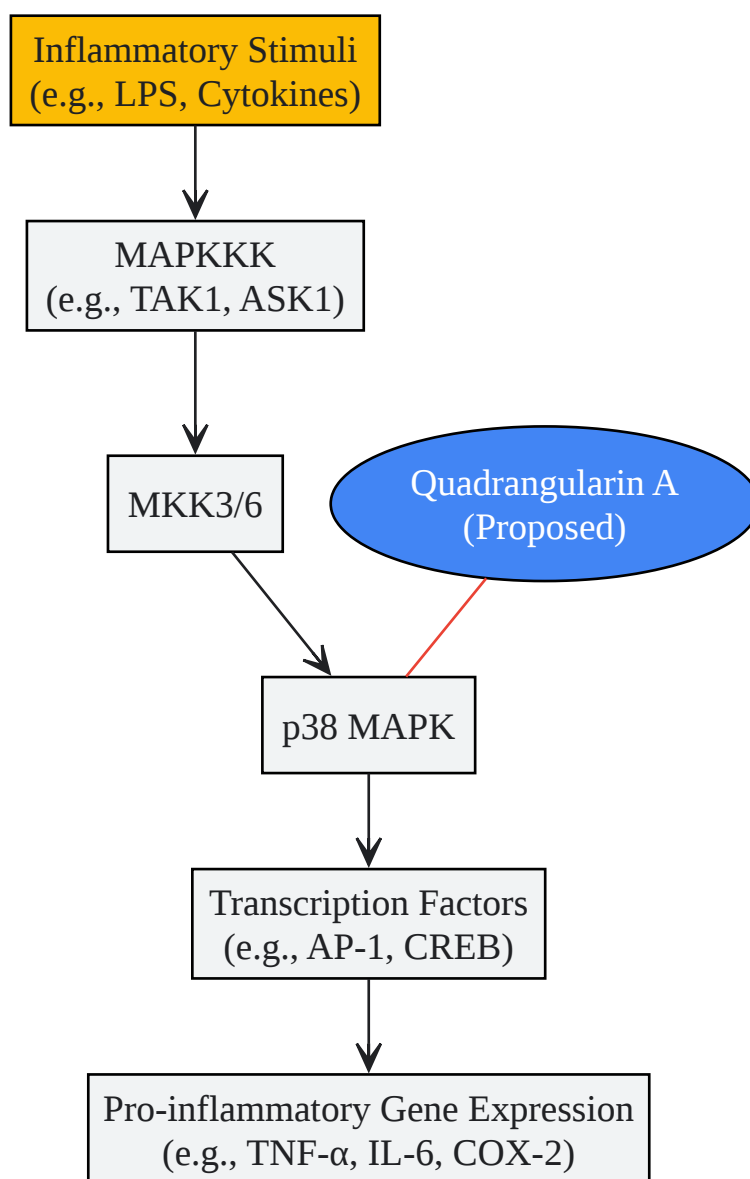 Inflammatory Stimuli
(e.g., LPS, Cytokines)
MAPKKK
(e.g., TAK1, ASK1)
MKK3/6
Quadrangularin A
(Proposed)
p38 MAPK
Transcription Factors
(e.g., AP-1, CREB)
Pro-inflammatory Gene Expression
(e.g., TNF-α, IL-6, COX-2)